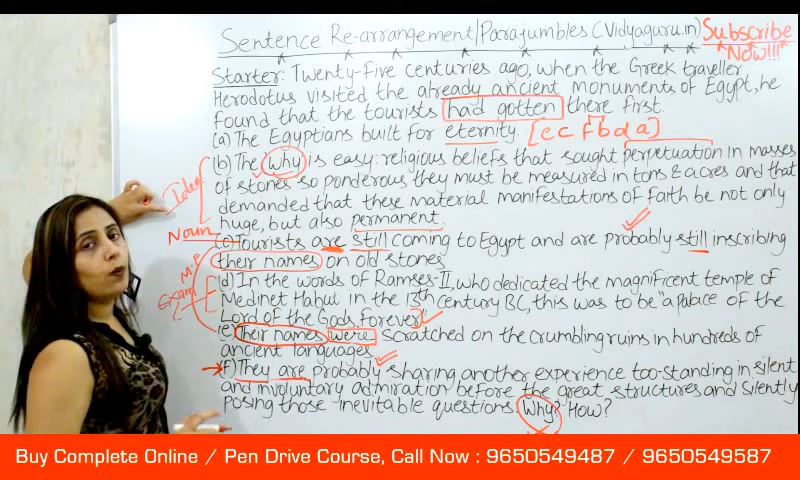 Sentence Re-arrangement/Parajumbles (Vidyaguru.in) Subscribe
Now!!!
Starter: Twenty-five centuries ago, when the Greek traveller
Herodotus visited the already ancient monuments of Egypt, he
found that the tourists had gotten there first.
(a) The Egyptians built for eternity. [e c f b d a]
(b) The Why is easy: religious beliefs that sought perpetuation in masses
Idea
of stones so ponderous they must be measured in tons & acres and that
demanded that these material manifestations of faith be not only
huge, but also permanent.
Noun
(c) Tourists are still coming to Egypt and are probably still inscribing
their names on old stones
M.P
(d) In the words of Ramses-II, who dedicated the magnificent temple of
Exam
Medinet Habut in the 13th century BC, this was to be "a palace of the
Lord of the Gods. Forever"
(e) Their names were scratched on the crumbling ruins in hundreds of
ancient languages
(F) They are probably sharing another experience too-standing in silent
and involuntary admiration before the great structures and silently
posing those inevitable questions Why? How?
Buy Complete Online / Pen Drive Course, Call Now : 9650549487 / 9650549587